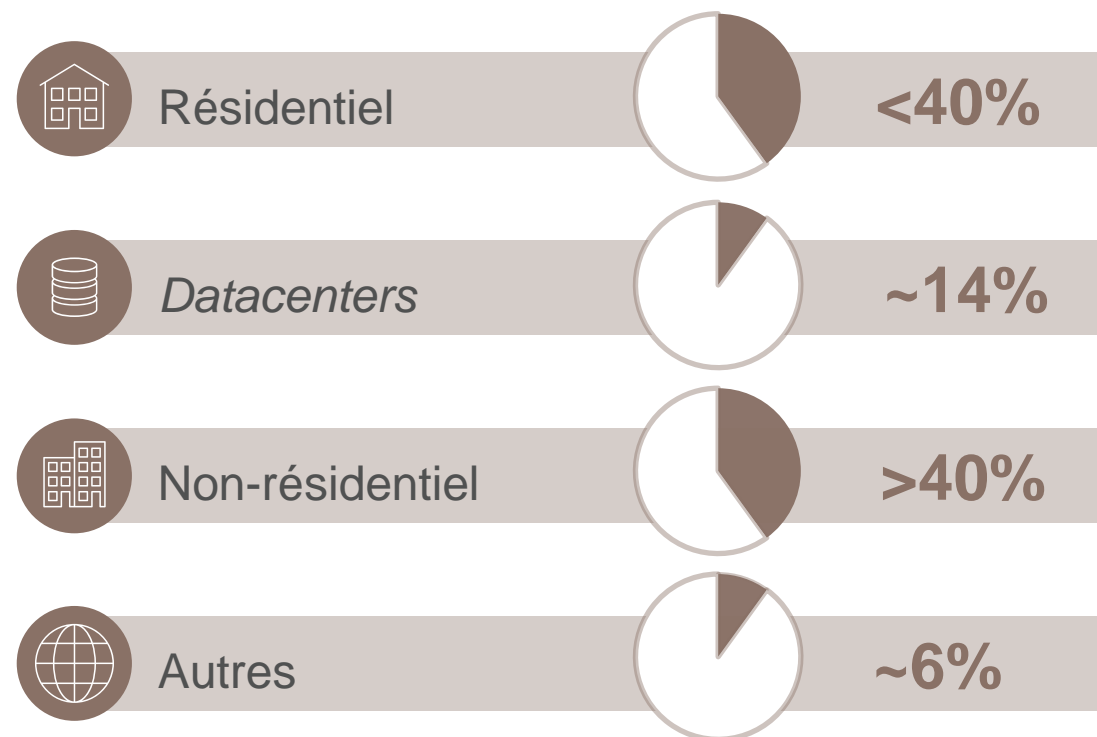 Résidentiel <40%
Datacenters ~14%
Non-résidentiel >40%
Autres ~6%